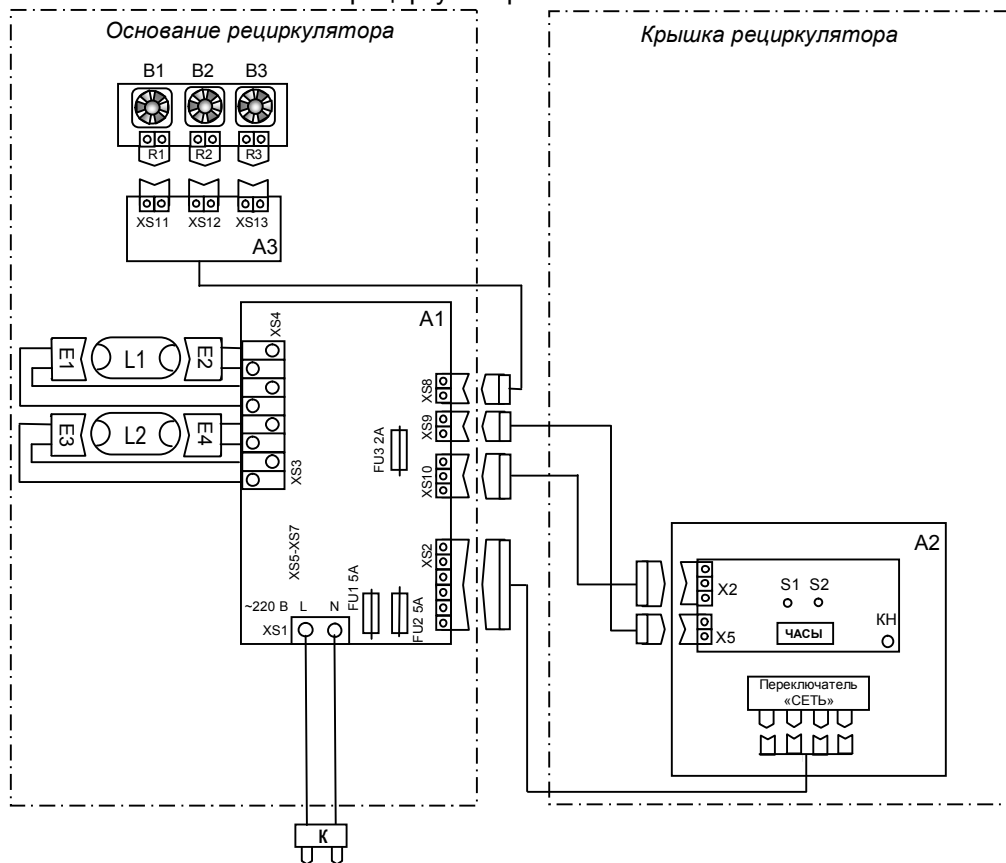 Основание рециркулятора
Крышка рециркулятора
B1 B2 B3
R1 R2 R3
XS11 XS12 XS13
A3
A1
XS4
E1 L1 E2
XS8
XS9
E3 L2 E4
FU3 2A
XS3
XS10
A2
XS5-XS7
XS2
X2
S1 S2
FU1 5A
FU2 5A
~220 В L N
XS1
X5
ЧАСЫ
КН
Переключатель
«СЕТЬ»
К